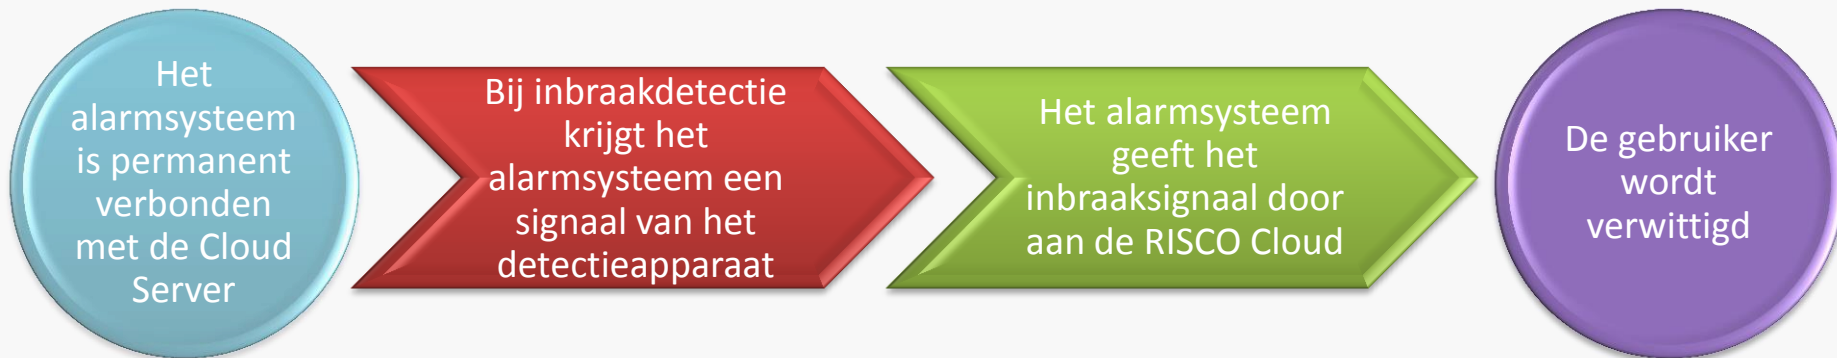 Het
alarmsysteem
is permanent
verbonden
met de Cloud
Server
Bij inbraakdetectie
krijgt het
alarmsysteem een
signaal van het
detectieapparaat
Het alarmsysteem
geeft het
inbraaksignaal door
aan de RISCO Cloud
De gebruiker
wordt
verwittigd